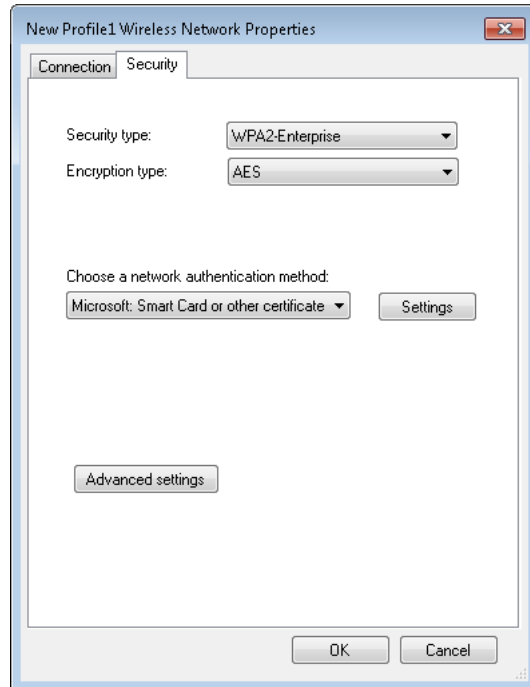 New Profile1 Wireless Network Properties
Connection
Security
Security type:
WPA2-Enterprise
Encryption type:
AES
Choose a network authentication method:
Microsoft: Smart Card or other certificate
Settings
Advanced settings
OK
Cancel